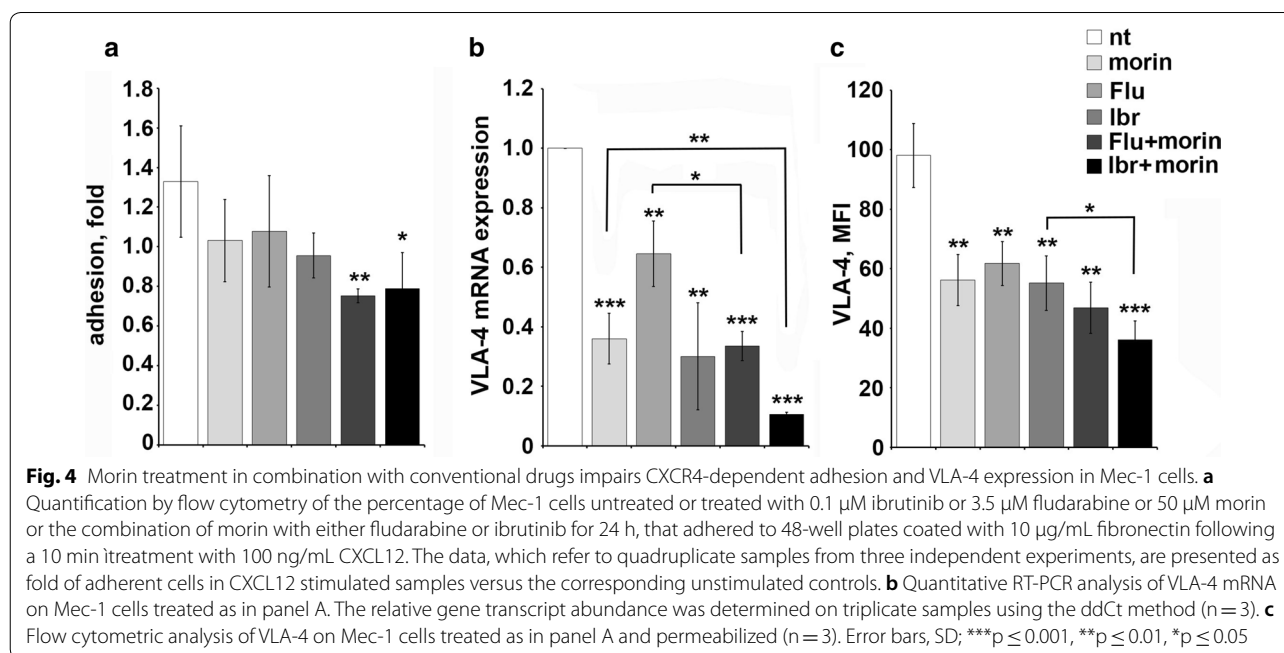 a
b
c
nt
morin
Flu
Ibr
Flu+morin
Ibr+morin
adhesion, fold
1.8
1.6
1.4
1.2
1.0
0.8
0.6
0.4
0.2
0
**
*
VLA-4 mRNA expression
1.2
1.0
0.8
0.6
0.4
0.2
0
**
*
**
***
**
***
***
VLA-4, MFI
120
100
80
60
40
20
0
*
**
**
**
**
***
Fig. 4 Morin treatment in combination with conventional drugs impairs CXCR4-dependent adhesion and VLA-4 expression in Mec-1 cells. a
Quantification by flow cytometry of the percentage of Mec-1 cells untreated or treated with 0.1 µM ibrutinib or 3.5 µM fludarabine or 50 µM morin
or the combination of morin with either fludarabine or ibrutinib for 24 h, that adhered to 48-well plates coated with 10 µg/mL fibronectin following
a 10 min ìtreatment with 100 ng/mL CXCL12. The data, which refer to quadruplicate samples from three independent experiments, are presented as
fold of adherent cells in CXCL12 stimulated samples versus the corresponding unstimulated controls. b Quantitative RT-PCR analysis of VLA-4 mRNA
on Mec-1 cells treated as in panel A. The relative gene transcript abundance was determined on triplicate samples using the ddCt method (n = 3). c
Flow cytometric analysis of VLA-4 on Mec-1 cells treated as in panel A and permeabilized (n = 3). Error bars, SD; ***p ≤ 0.001, **p ≤ 0.01, *p ≤ 0.05